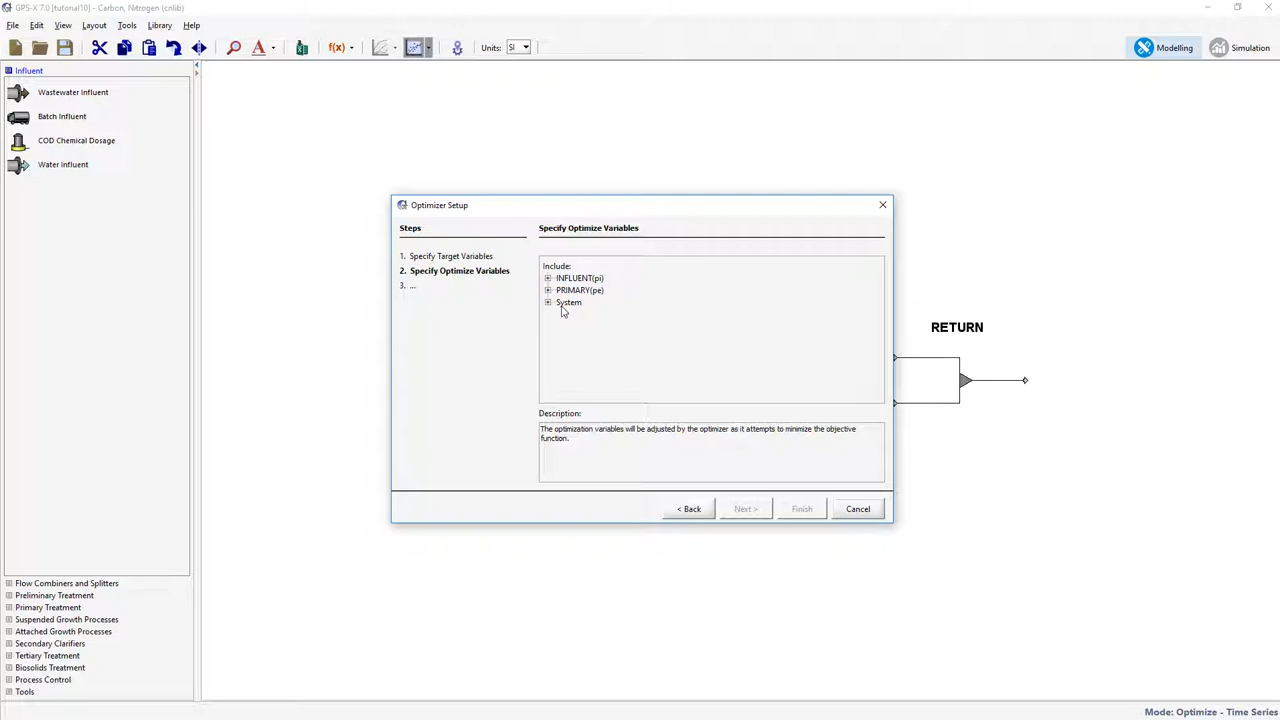 GPS-X 7.0 [tutorial10] - Carbon, Nitrogen (cnlib)
File Edit View Layout Tools Library Help
A f(x) Units: SI Modelling Simulation
Influent
Wastewater Influent
Batch Influent
COD Chemical Dosage
Water Influent
Optimizer Setup
Steps
1. Specify Target Variables
2. Specify Optimize Variables
3. ...
Specify Optimize Variables
Include:
INFLUENT(pi)
PRIMARY(pe)
System
Description:
The optimization variables will be adjusted by the optimizer as it attempts to minimize the objective
function.
< Back Next > Finish Cancel
RETURN
Flow Combiners and Splitters
Preliminary Treatment
Primary Treatment
Suspended Growth Processes
Attached Growth Processes
Secondary Clarifiers
Tertiary Treatment
Biosolids Treatment
Process Control
Tools
Mode: Optimize - Time Series